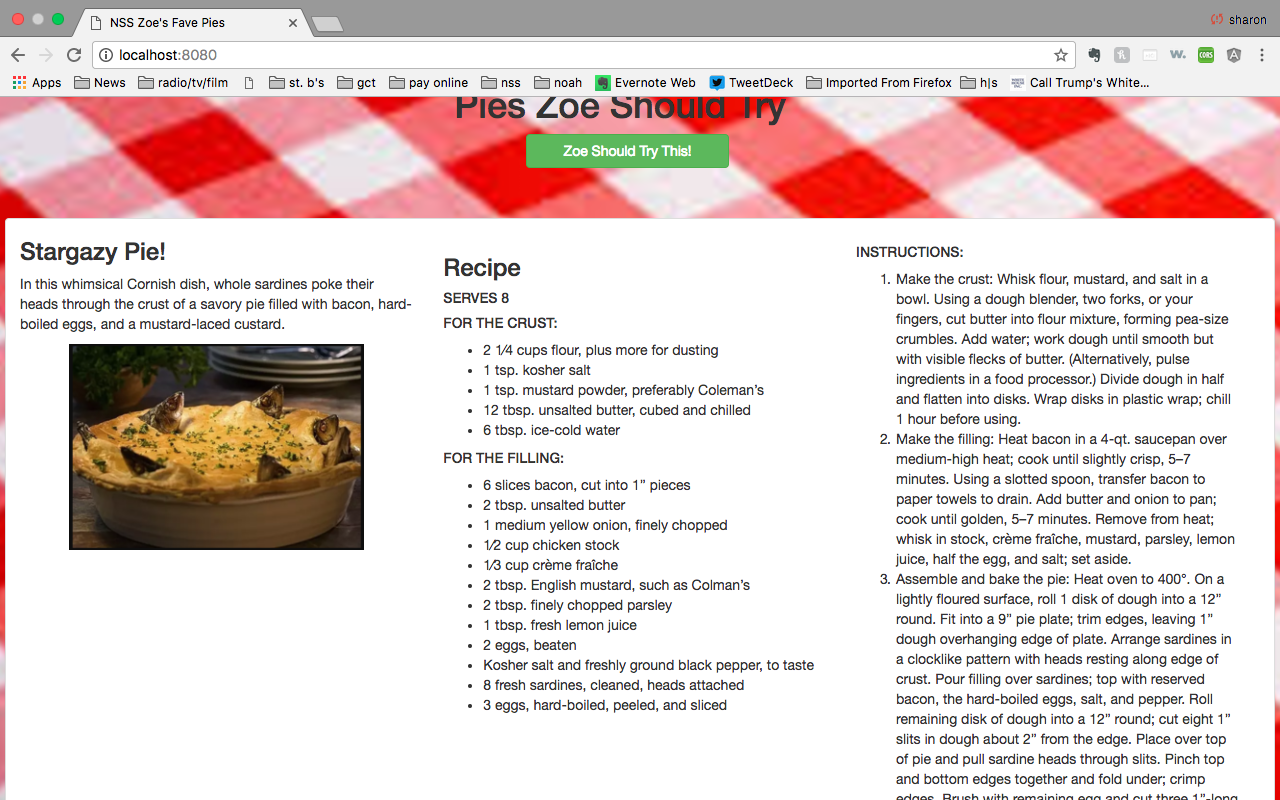 NSS Zoe's Fave Pies
sharon
localhost:8080
Apps
News
radio/tv/film
st. b's
gct
pay online
nss
noah
Evernote Web
TweetDeck
Imported From Firefox
h|s
Call Trump's White...
Pies Zoe Should Try
Zoe Should Try This!
Stargazy Pie!
In this whimsical Cornish dish, whole sardines poke their
heads through the crust of a savory pie filled with bacon, hard-
boiled eggs, and a mustard-laced custard.
Recipe
SERVES 8
FOR THE CRUST:
• 2 1⁄4 cups flour, plus more for dusting
• 1 tsp. kosher salt
• 1 tsp. mustard powder, preferably Coleman’s
• 12 tbsp. unsalted butter, cubed and chilled
• 6 tbsp. ice-cold water
FOR THE FILLING:
• 6 slices bacon, cut into 1” pieces
• 2 tbsp. unsalted butter
• 1 medium yellow onion, finely chopped
• 1⁄2 cup chicken stock
• 1⁄3 cup crème fraîche
• 2 tbsp. English mustard, such as Colman’s
• 2 tbsp. finely chopped parsley
• 1 tbsp. fresh lemon juice
• 2 eggs, beaten
• Kosher salt and freshly ground black pepper, to taste
• 8 fresh sardines, cleaned, heads attached
• 3 eggs, hard-boiled, peeled, and sliced
INSTRUCTIONS:
1. Make the crust: Whisk flour, mustard, and salt in a
bowl. Using a dough blender, two forks, or your
fingers, cut butter into flour mixture, forming pea-size
crumbles. Add water; work dough until smooth but
with visible flecks of butter. (Alternatively, pulse
ingredients in a food processor.) Divide dough in half
and flatten into disks. Wrap disks in plastic wrap; chill
1 hour before using.
2. Make the filling: Heat bacon in a 4-qt. saucepan over
medium-high heat; cook until slightly crisp, 5–7
minutes. Using a slotted spoon, transfer bacon to
paper towels to drain. Add butter and onion to pan;
cook until golden, 5–7 minutes. Remove from heat;
whisk in stock, crème fraîche, mustard, parsley, lemon
juice, half the egg, and salt; set aside.
3. Assemble and bake the pie: Heat oven to 400°. On a
lightly floured surface, roll 1 disk of dough into a 12”
round. Fit into a 9” pie plate; trim edges, leaving 1”
dough overhanging edge of plate. Arrange sardines in
a clocklike pattern with heads resting along edge of
crust. Pour filling over sardines; top with reserved
bacon, the hard-boiled eggs, salt, and pepper. Roll
remaining disk of dough into a 12” round; cut eight 1”
slits in dough about 2” from the edge. Place over top
of pie and pull sardine heads through slits. Pinch top
and bottom edges together and fold under; crimp
edges. Brush with remaining egg and cut three 1”-long